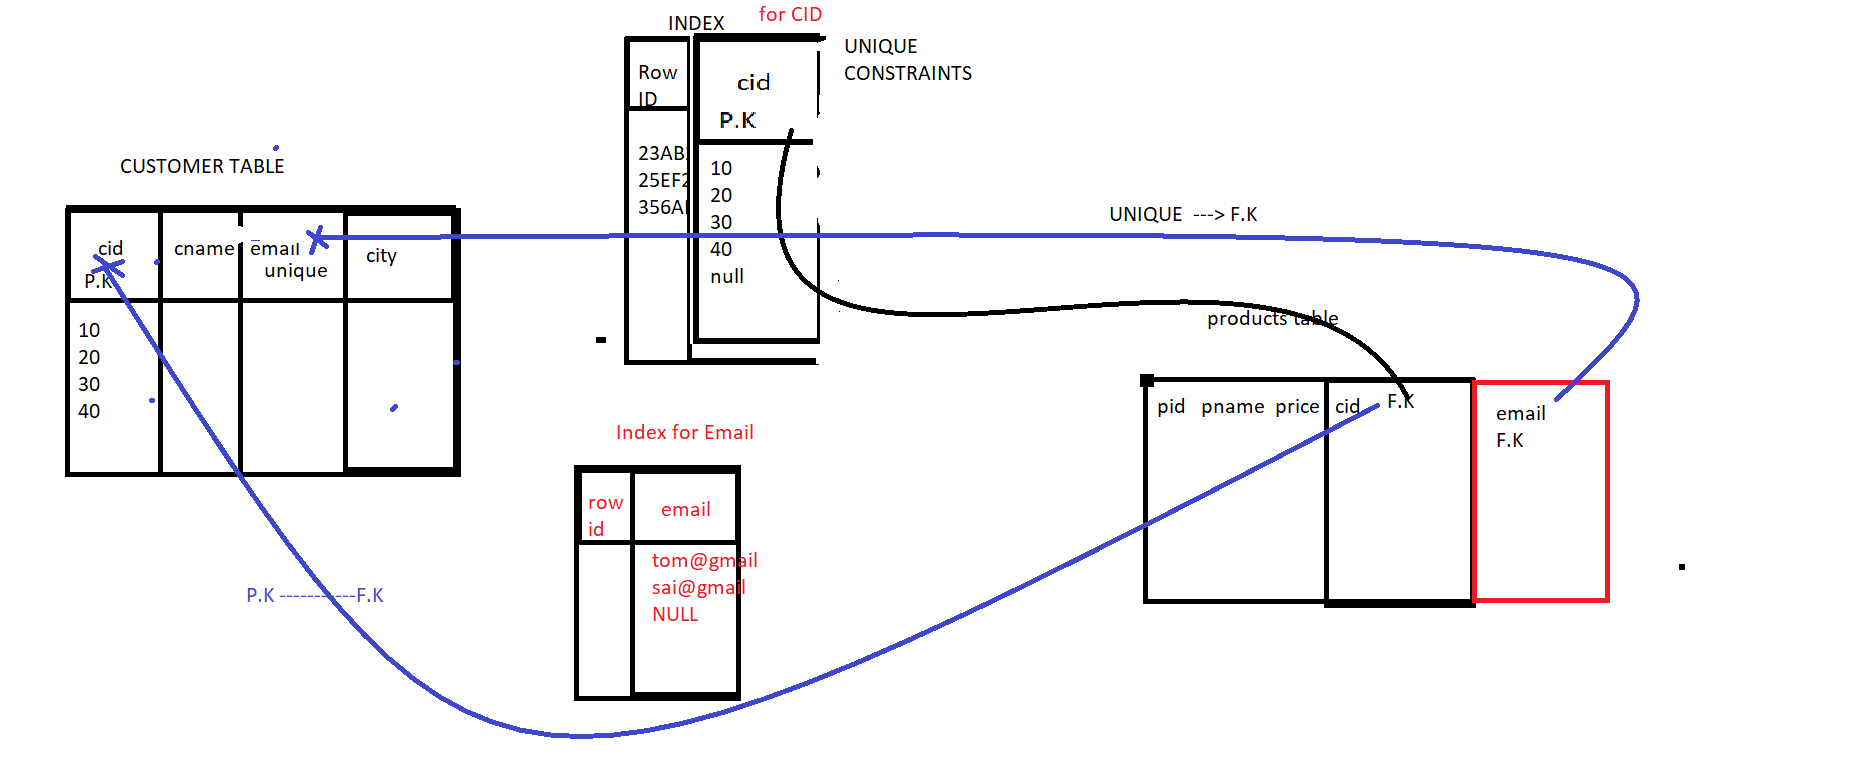 INDEX
for CID
UNIQUE
CONSTRAINTS
Row
ID
cid
P.K
23AB
25EF2
356A
10
20
30
40
null
CUSTOMER TABLE
cid
P.K
cname
email
unique
city
10
20
30
40
UNIQUE ---> F.K
products table
pid pname price cid F.K
email
F.K
Index for Email
row
id
email
tom@gmail
sai@gmail
NULL
P.K -----------F.K